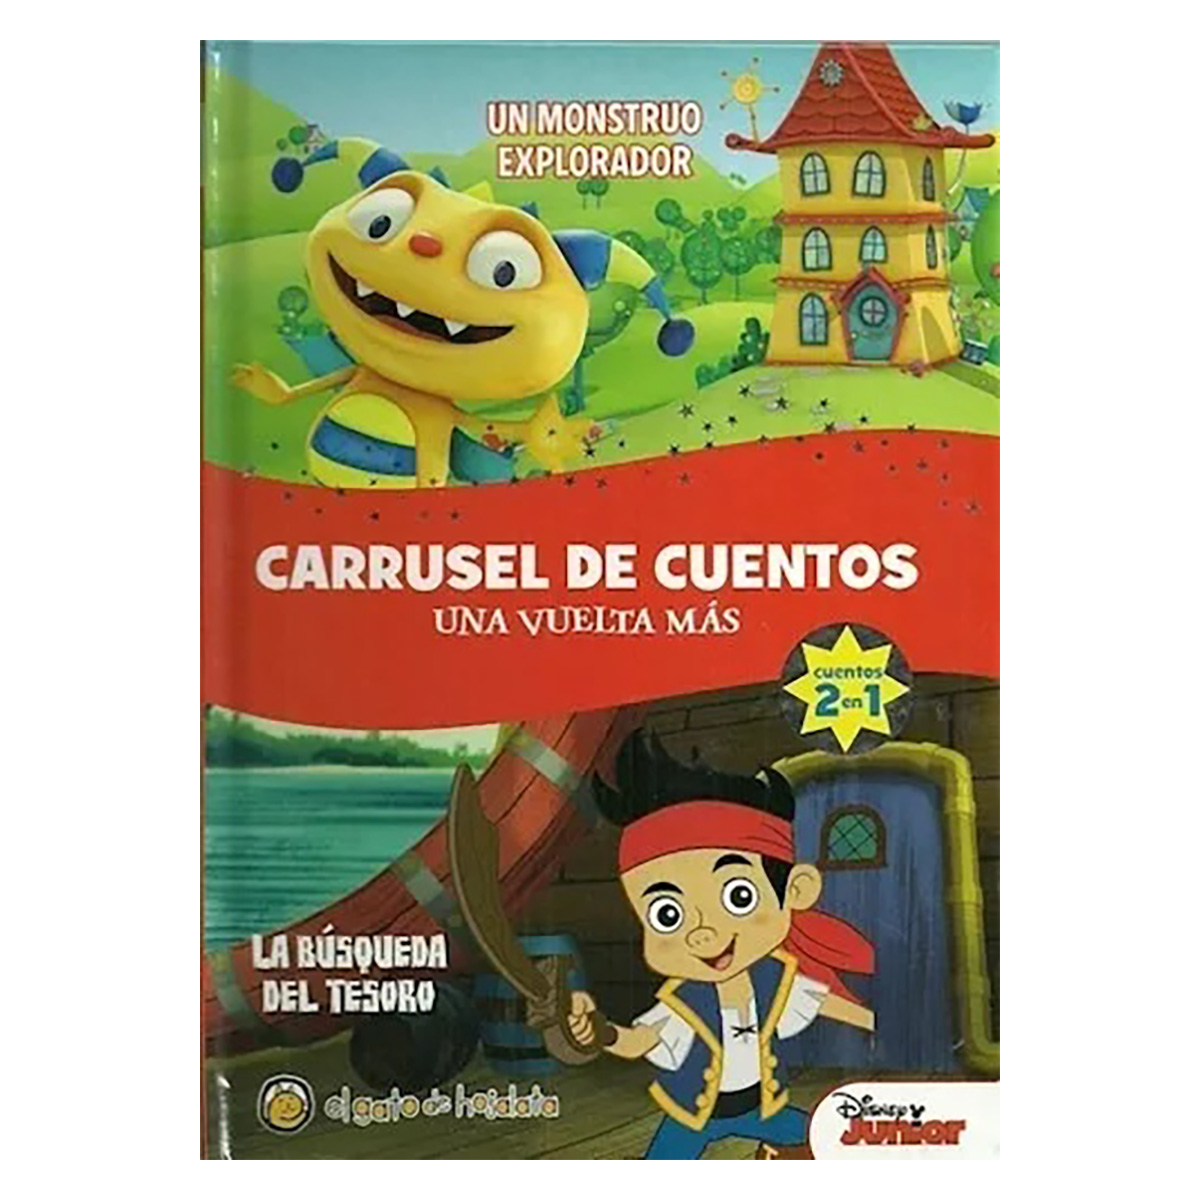 UN MONSTRUO
EXPLORADOR
CARRUSEL DE CUENTOS
UNA VUELTA MÁS
cuentos
2 en 1
LA BÚSQUEDA
DEL TESORO
el gato de hojalata
Disney
Junior